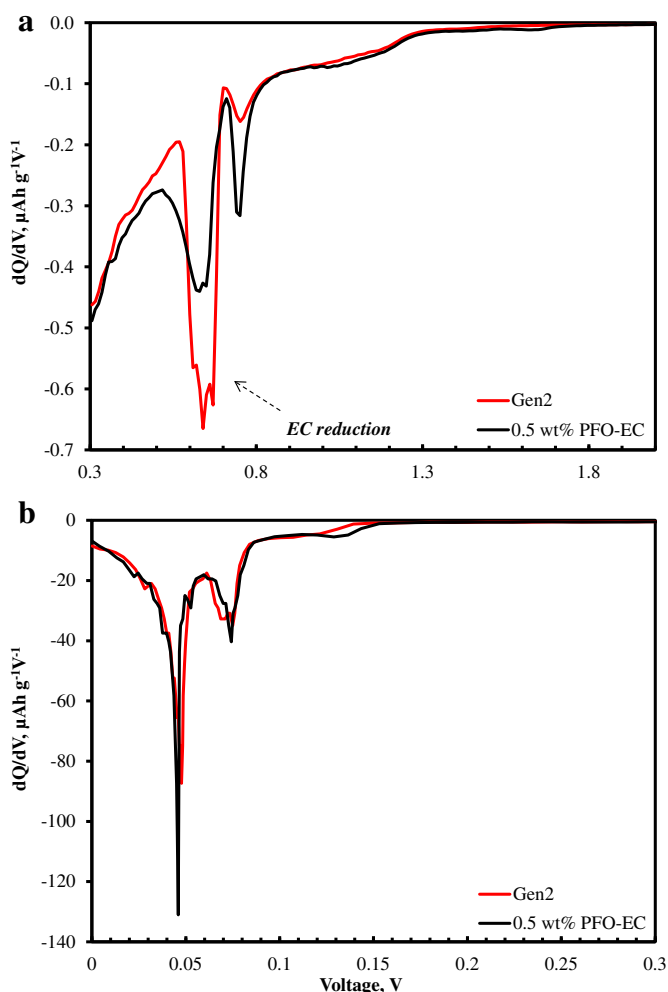 a
0.0
-0.1
-0.2
-0.3
-0.4
-0.5
-0.6
-0.7
dQ/dV, µAh g-1V-1
EC reduction
Gen2
0.5 wt% PFO-EC
0.3 0.8 1.3 1.8
b
0
-20
-40
-60
-80
-100
-120
-140
dQ/dV, µAh g-1V-1
Gen2
0.5 wt% PFO-EC
0 0.05 0.1 0.15 0.2 0.25 0.3
Voltage, V